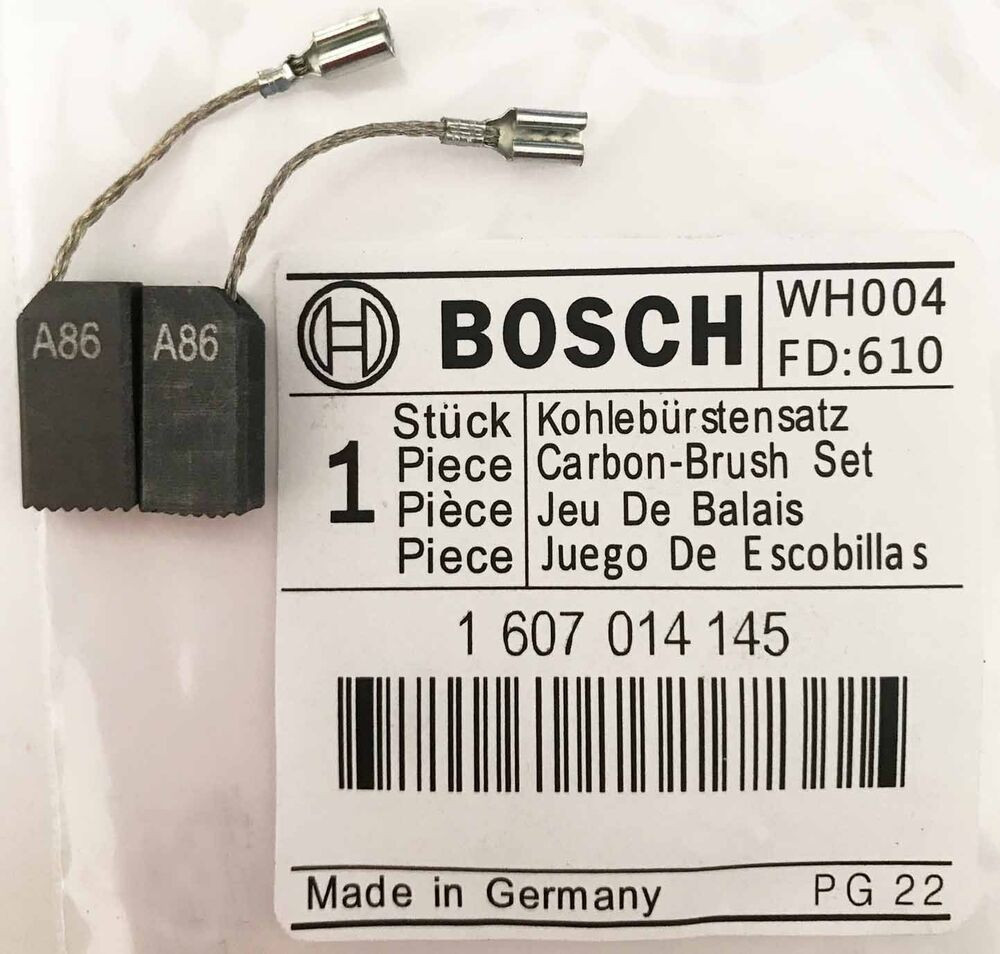 A86
A86
BOSCH
WH004
FD:610
1
Stück
Piece
Pièce
Piece
Kohlebürstensatz
Carbon-Brush Set
Jeu De Balais
Juego De Escobillas
1 607 014 145
Made in Germany
PG 22